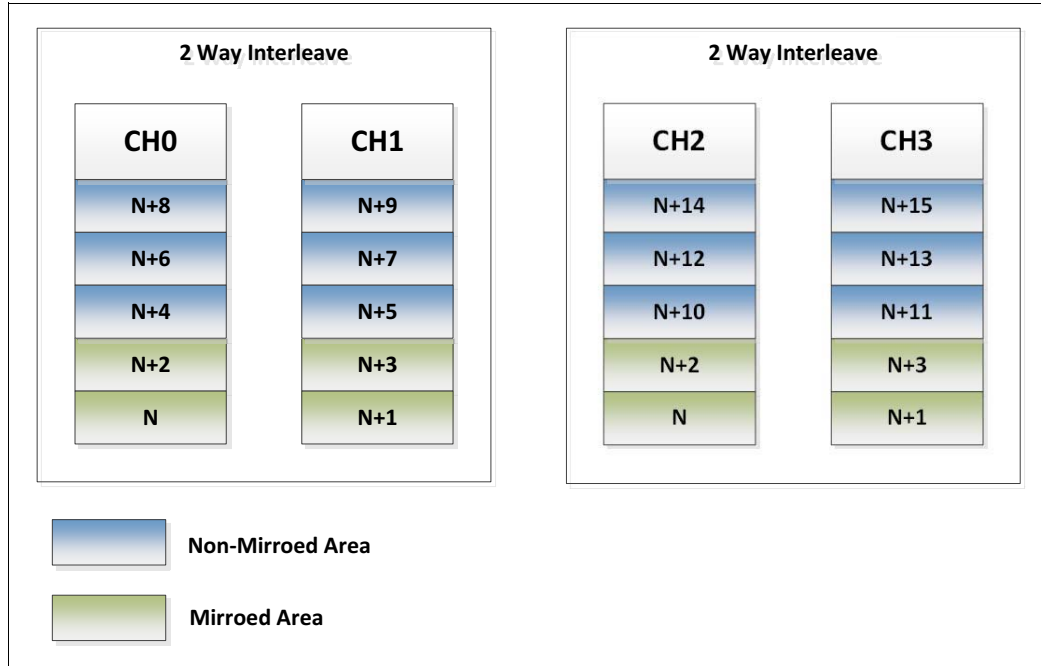 2 Way Interleave
CH0 CH1
N+8 N+9
N+6 N+7
N+4 N+5
N+2 N+3
N N+1
2 Way Interleave
CH2 CH3
N+14 N+15
N+12 N+13
N+10 N+11
N+2 N+3
N N+1
Non-Mirroed Area
Mirroed Area